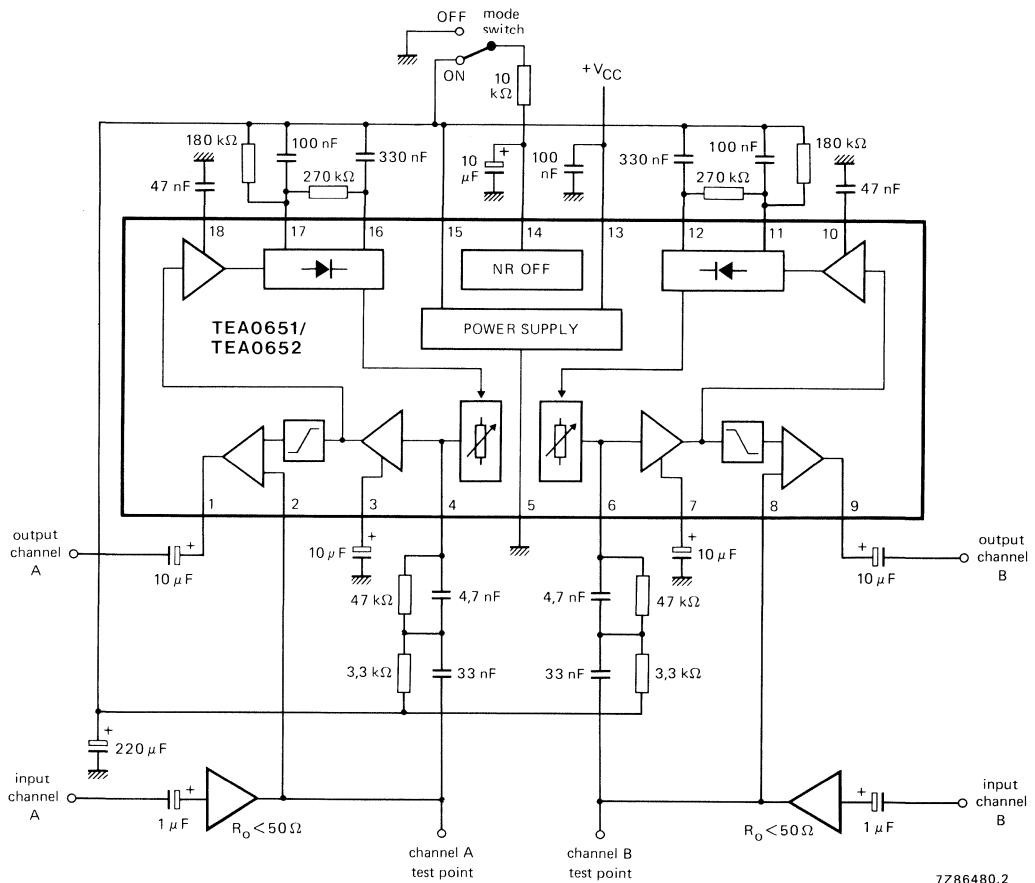 OFF
mode
switch
ON
10
kΩ
+VCC
180 kΩ
100 nF
330 nF
270 kΩ
47 nF
10
µF
+
100
nF
330 nF
100 nF
180 kΩ
270 kΩ
47 nF
18
17
16
15
14
13
12
11
10
NR OFF
POWER SUPPLY
TEA0651/
TEA0652
1
2
3
4
5
6
7
8
9
output
channel
A
+
10 µF
10 µF
+
+
10 µF
+
10 µF
output
channel
B
47 kΩ
4,7 nF
4,7 nF
47 kΩ
3,3 kΩ
33 nF
33 nF
3,3 kΩ
+
220 µF
input
channel
A
+
1 µF
Ro<50Ω
channel A
test point
channel B
test point
Ro<50Ω
+
1 µF
input
channel
B
7Z86480.2